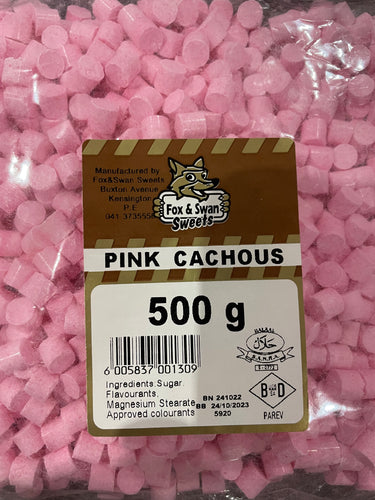 Manufactured by
Fox&Swan Sweets
Buxton Avenue
Kensington
P.E
041 3735558
Fox & Swan
Sweets
PINK CACHOUS
500 g
6 005837 001309
Ingredients:Sugar.
Flavourants.
Magnesium Stearate
Approved colourants
BN 241022
BB 24/10/2023
5920
HALAAL
حلال
S.A.N.H.A.
B D
PAREV